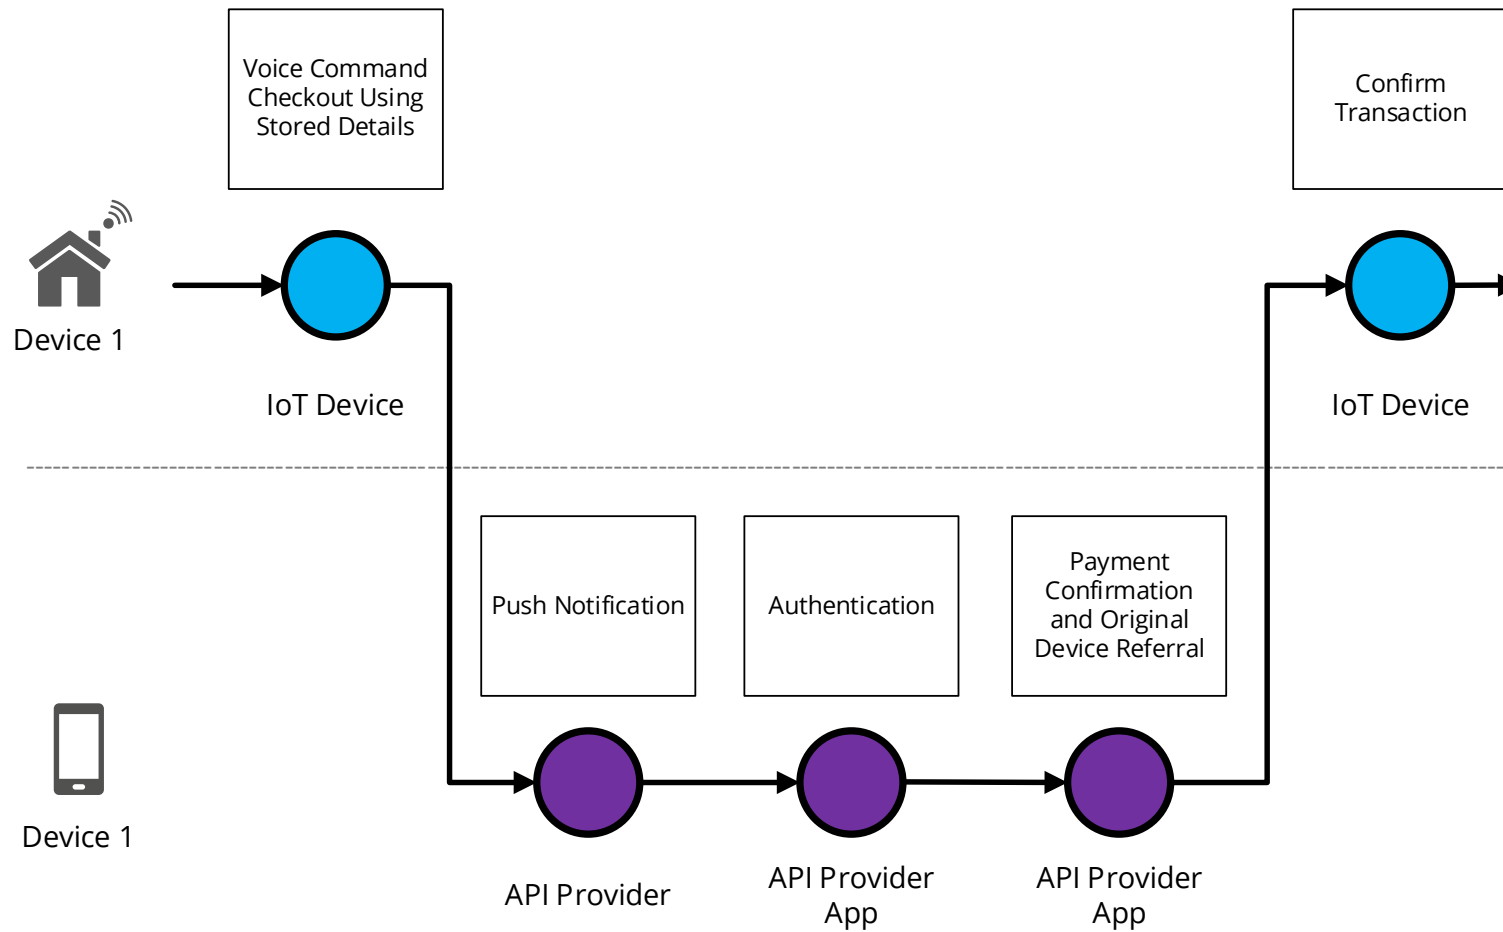 Voice Command
Checkout Using
Stored Details
Confirm
Transaction
Device 1
IoT Device
IoT Device
Push Notification
Authentication
Payment
Confirmation
and Original
Device Referral
Device 1
API Provider
API Provider
App
API Provider
App